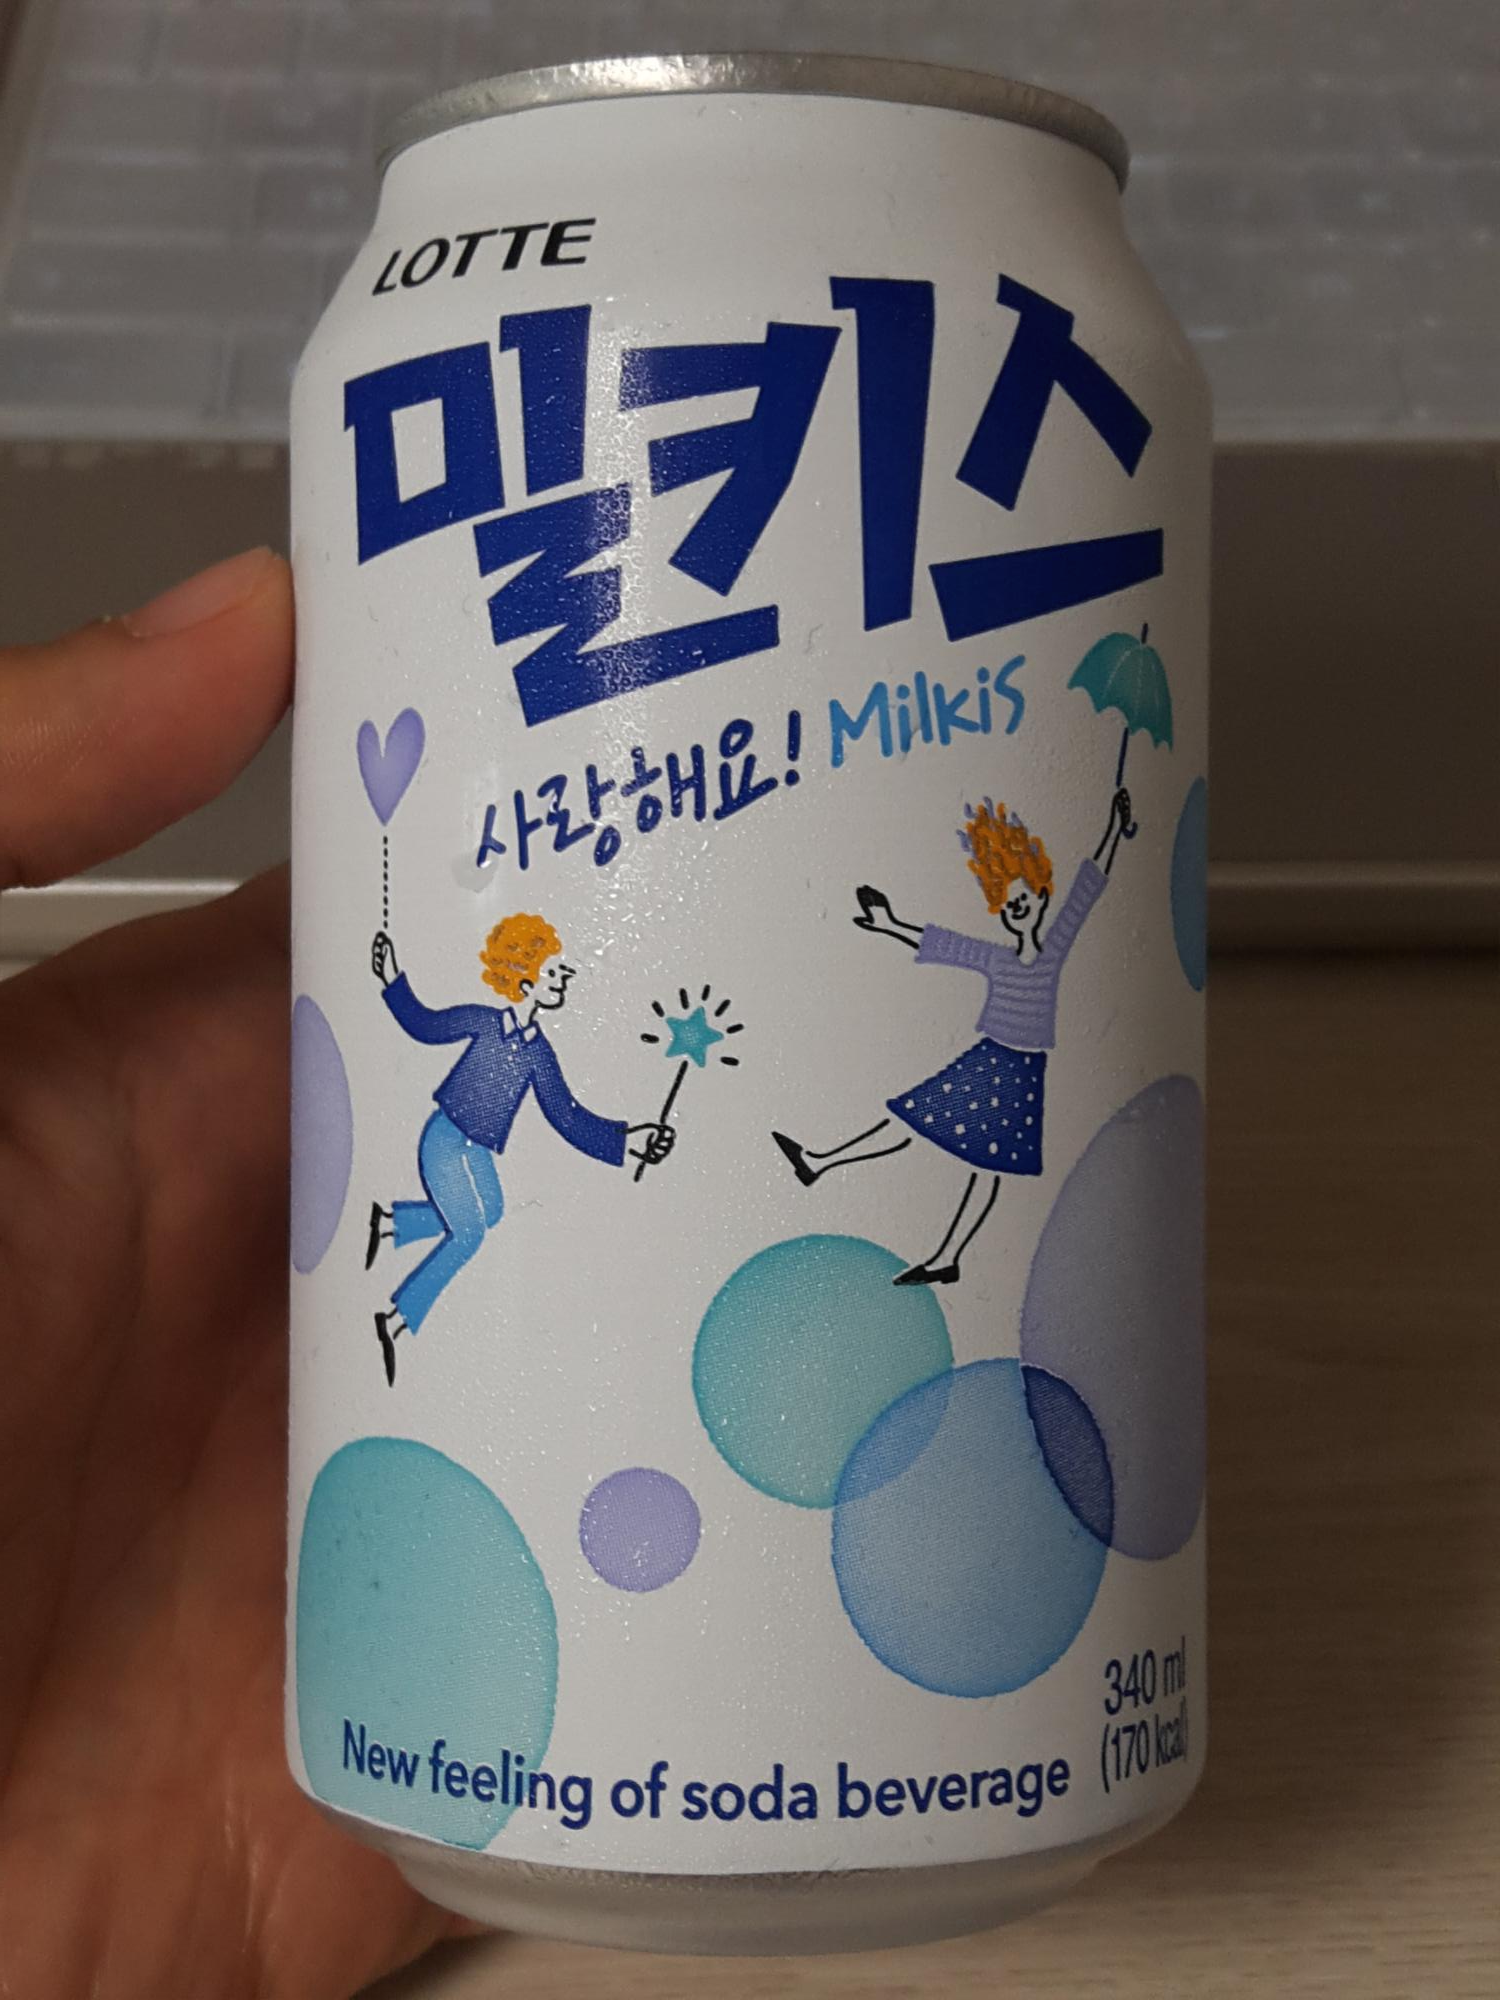 LOTTE
밀키스
사랑해요! Milkis
New feeling of soda beverage
340 ml
(170 kcal)